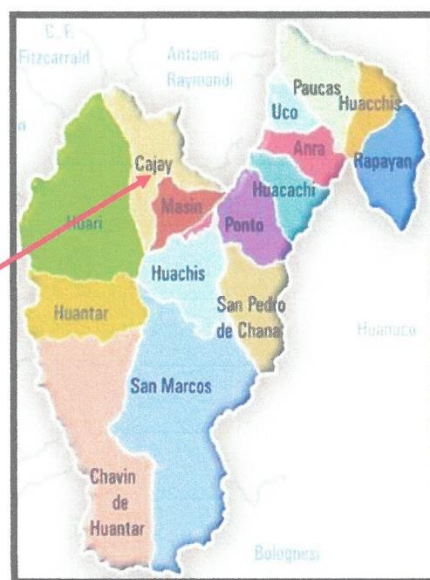 C. E.
Fitzcarrald
Antonio
Raymondi
Paucas
Huacchis
Uco
Anra
Rapayan
Cajay
Huacachi
Masin
Huari
Ponto
Huachis
San Pedro
de Chana
Huantar
Huanuco
San Marcos
Chavin
de
Huantar
Bolognesi